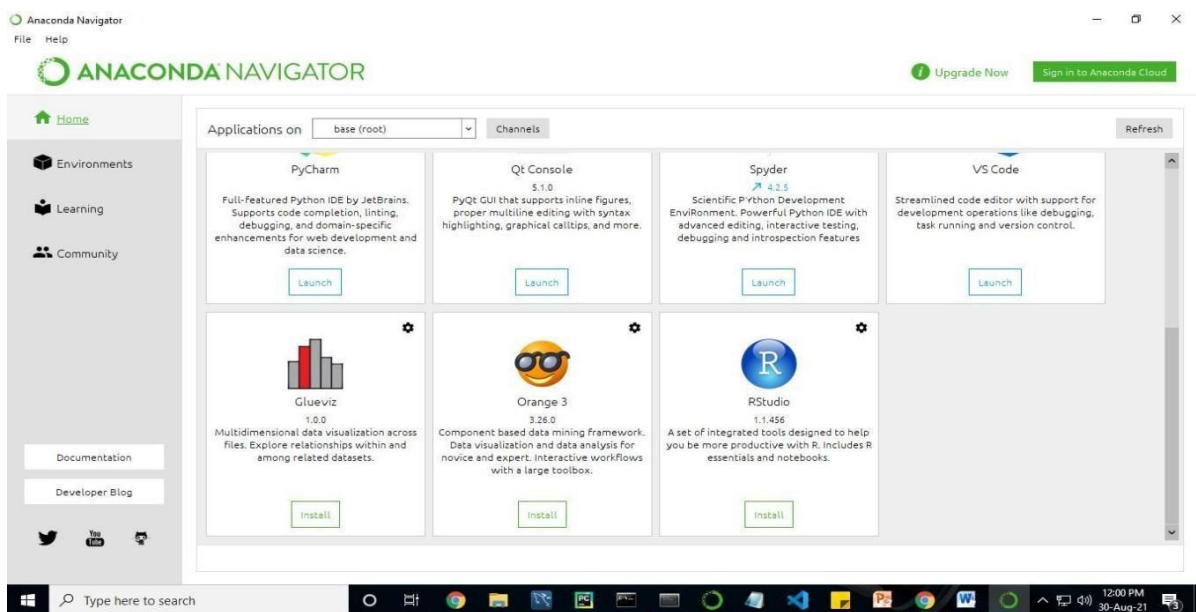 Anaconda Navigator
File Help
ANACONDA NAVIGATOR
Upgrade Now
Sign in to Anaconda Cloud
Home
Environments
Learning
Community
Documentation
Developer Blog
You
Tube
Applications on base (root) Channels Refresh
PyCharm
Full-featured Python IDE by JetBrains.
Supports code completion, linting,
debugging, and domain-specific
enhancements for web development and
data science.
Launch
Qt Console
5.1.0
PyQt GUI that supports inline figures,
proper multiline editing with syntax
highlighting, graphical calltips, and more.
Launch
Spyder
4.2.5
Scientific PYthon Development
EnviRonment. Powerful Python IDE with
advanced editing, interactive testing,
debugging and introspection features
Launch
VS Code
Streamlined code editor with support for
development operations like debugging,
task running and version control.
Launch
Glueviz
1.0.0
Multidimensional data visualization across
files. Explore relationships within and
among related datasets.
Install
Orange 3
3.26.0
Component based data mining framework.
Data visualization and data analysis for
novice and expert. Interactive workflows
with a large toolbox.
Install
R
RStudio
1.1.456
A set of integrated tools designed to help
you be more productive with R. Includes R
essentials and notebooks.
Install
Type here to search
PC
W
12:00 PM
30-Aug-21
3